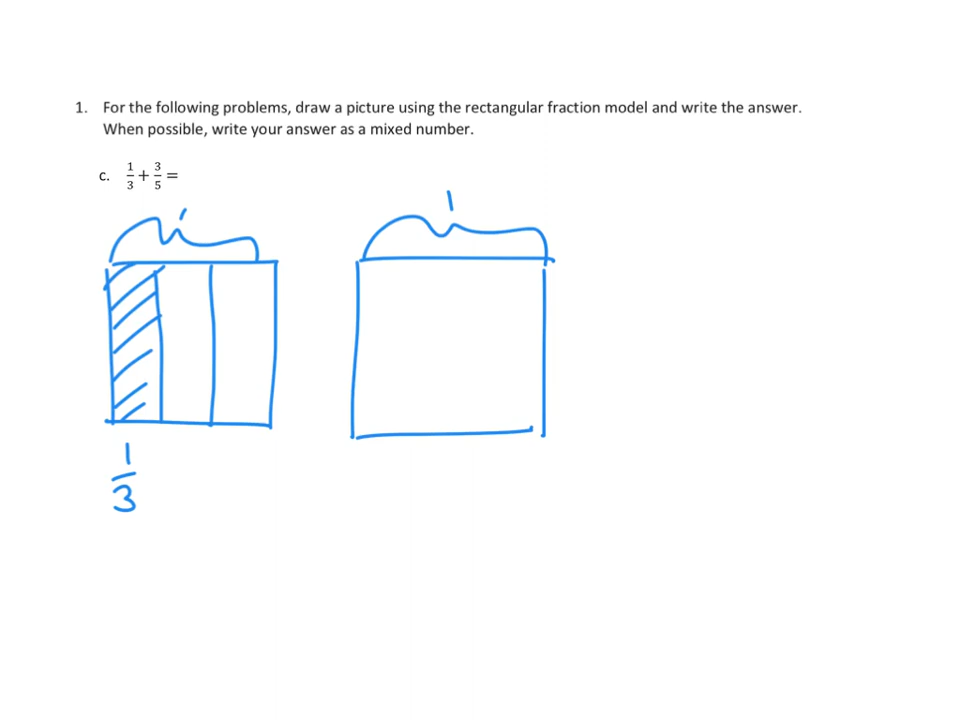 1. For the following problems, draw a picture using the rectangular fraction model and write the answer.
When possible, write your answer as a mixed number.
c. 1/3 + 3/5 =
1 1
1/3